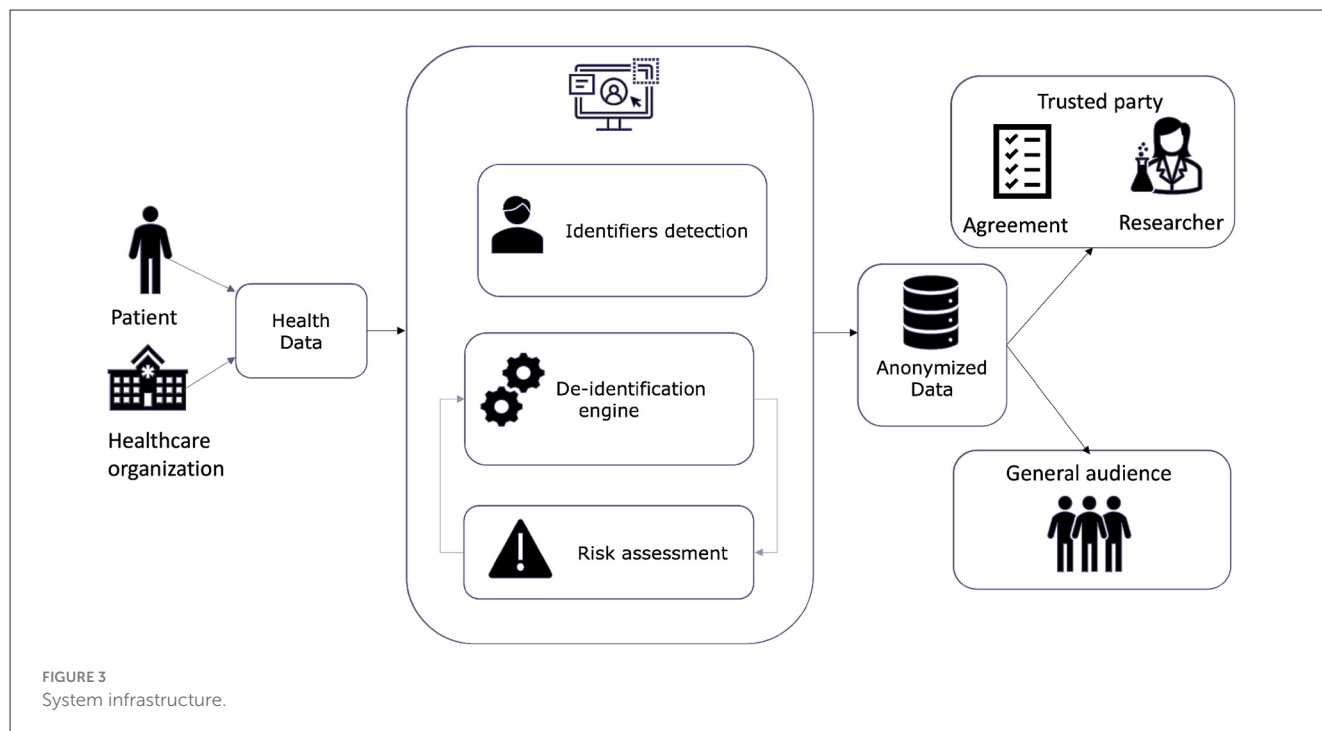 Patient
Healthcare
organization
Health
Data
Identifiers detection
De-identification
engine
Risk assessment
Anonymized
Data
Trusted party
Agreement
Researcher
General audience
FIGURE 3
System infrastructure.